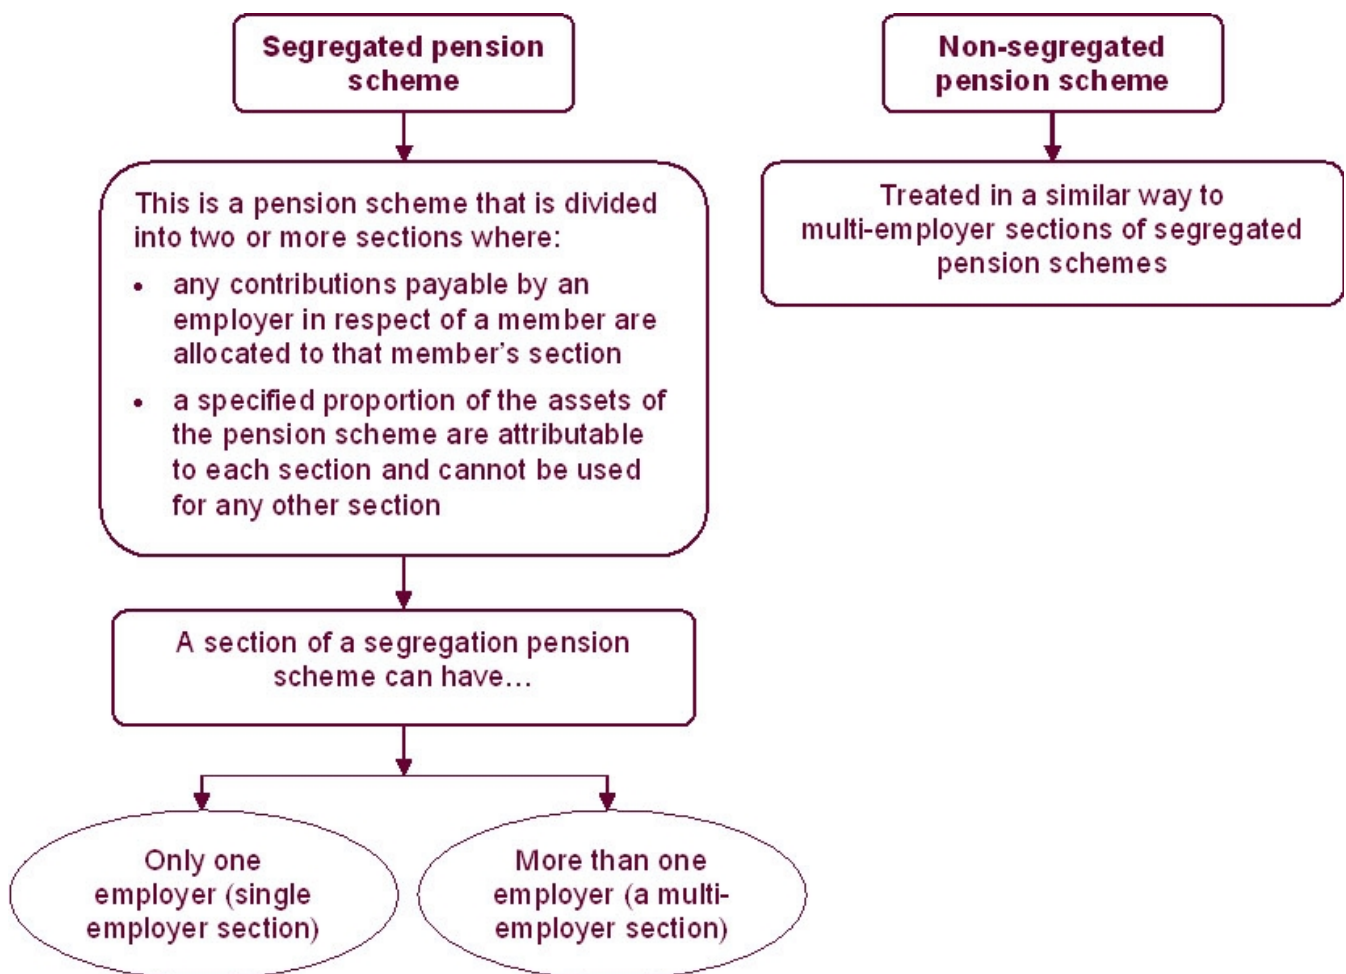 Segregated pension
scheme
This is a pension scheme that is divided
into two or more sections where:
• any contributions payable by an
employer in respect of a member are
allocated to that member's section
• a specified proportion of the assets of
the pension scheme are attributable
to each section and cannot be used
for any other section
A section of a segregation pension
scheme can have…
Only one
employer (single
employer section)
More than one
employer (a multi-
employer section)
Non-segregated
pension scheme
Treated in a similar way to
multi-employer sections of segregated
pension schemes